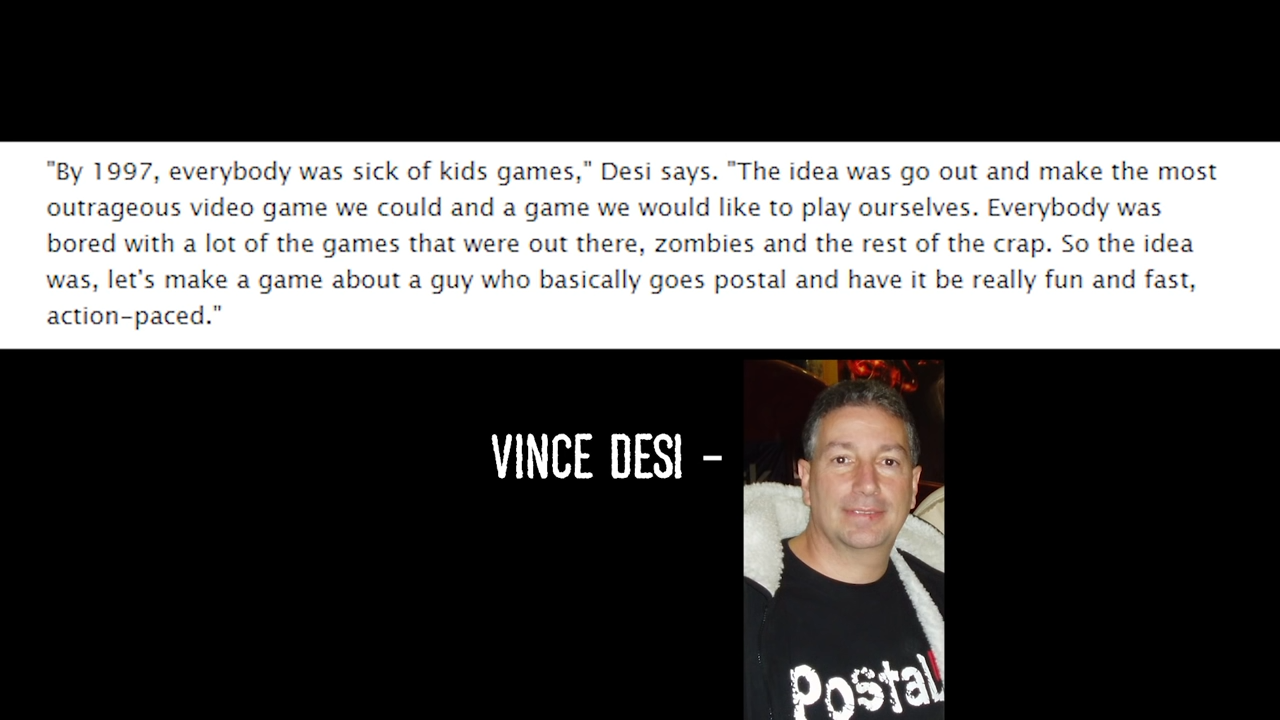 "By 1997, everybody was sick of kids games," Desi says. "The idea was go out and make the most
outrageous video game we could and a game we would like to play ourselves. Everybody was
bored with a lot of the games that were out there, zombies and the rest of the crap. So the idea
was, let's make a game about a guy who basically goes postal and have it be really fun and fast,
action-paced."
VINCE DESI -
Postal